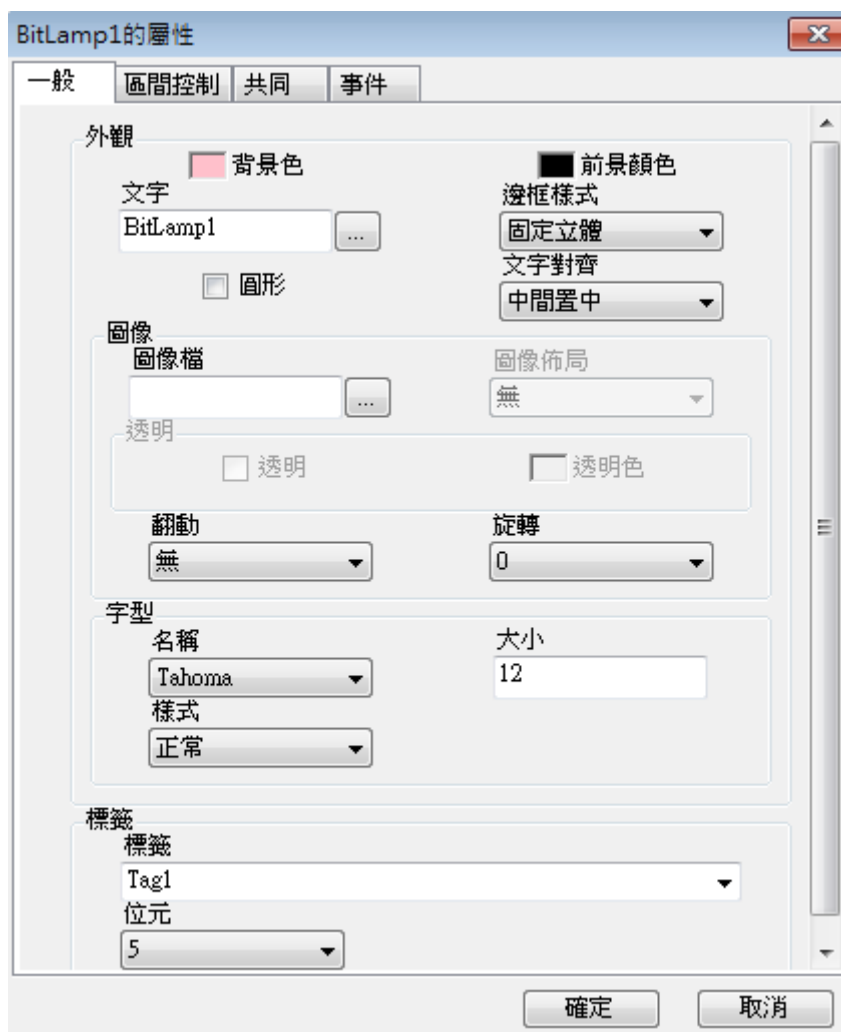 BitLamp1的屬性
一般 區間控制 共同 事件
外觀
背景色 前景顏色
文字 邊框樣式
BitLamp1 ... 固定立體
圓形 文字對齊
中間置中
圖像
圖像檔 圖像佈局
... 無
透明
透明 透明色
翻動 旋轉
無 0
字型
名稱 大小
Tahoma 12
樣式
正常
標籤
標籤
Tag1
位元
5
確定 取消